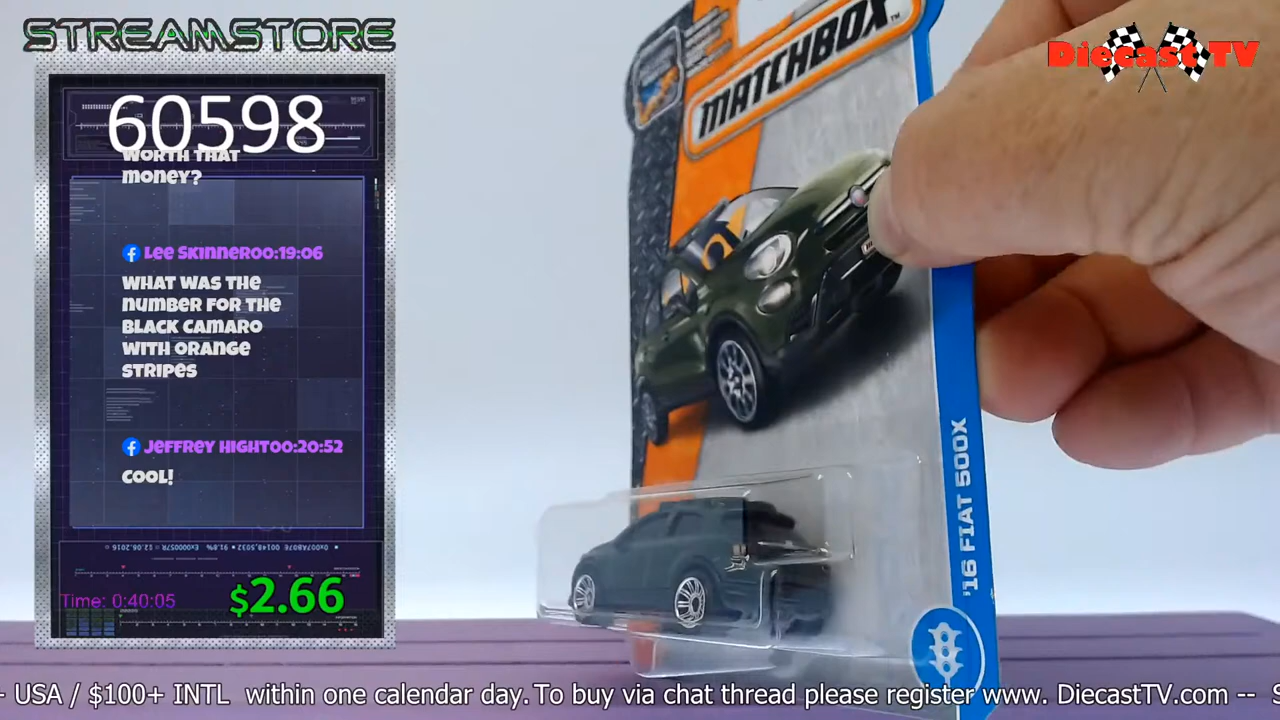 STREAMSTORE
60598
WORTH THAT
MONEY?
Lee Skinner00:19:06
WHAT WAS THE
NUMBER FOR THE
BLACK CAMARO
WITH ORANGE
STRIPES
Jeffrey Hight00:20:52
COOL!
Time: 0:40:05
$2.66
MATCHBOX
'16 FIAT 500X
Diecast TV
- USA / $100+ INTL within one calendar day. To buy via chat thread please register www. DiecastTV.com -- S